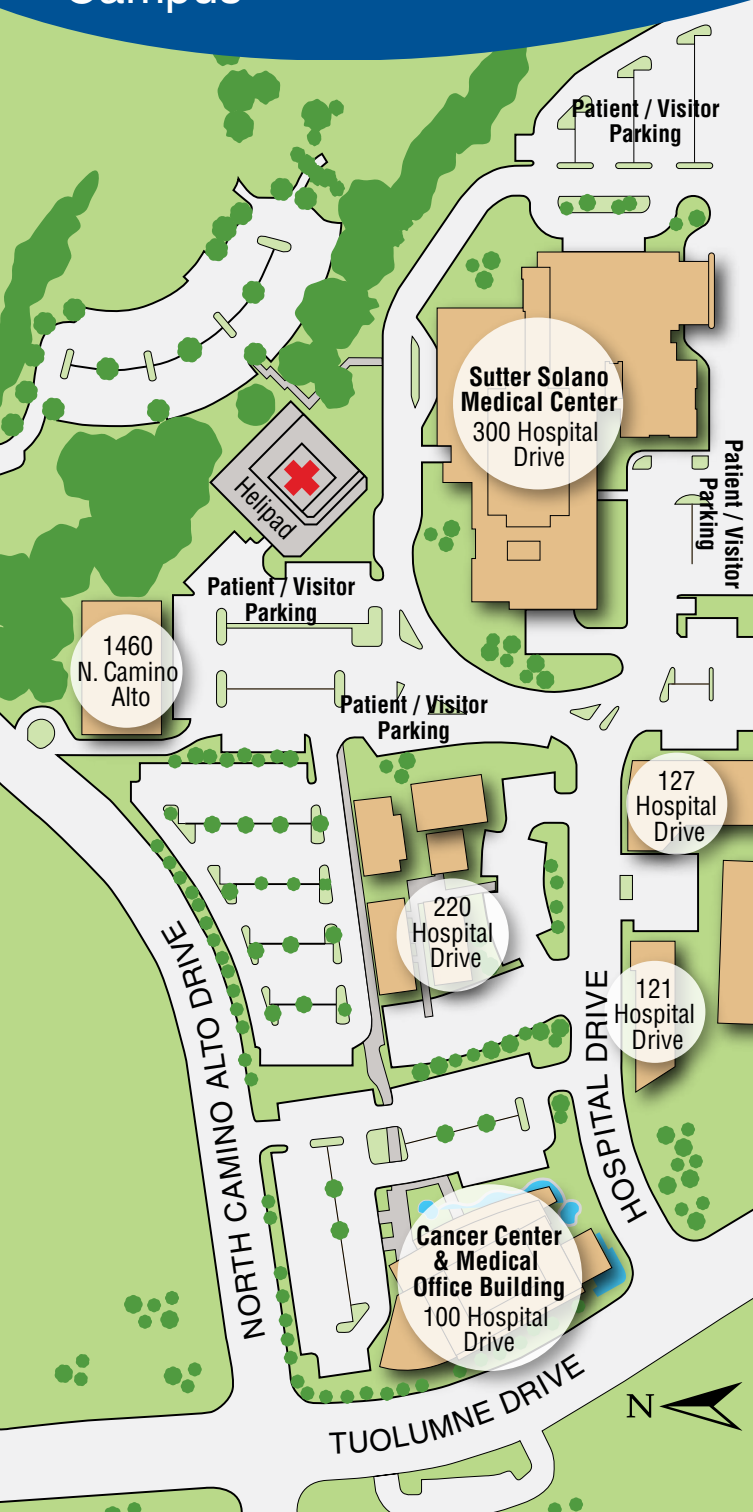 Campus
Patient / Visitor
Parking
Sutter Solano
Medical Center
300 Hospital
Drive
Patient / Visitor
Parking
Helipad
Patient / Visitor
Parking
1460
N. Camino
Alto
Patient / Visitor
Parking
127
Hospital
Drive
220
Hospital
Drive
121
Hospital
Drive
NORTH CAMINO ALTO DRIVE
HOSPITAL DRIVE
Cancer Center
& Medical
Office Building
100 Hospital
Drive
TUOLUMNE DRIVE
N